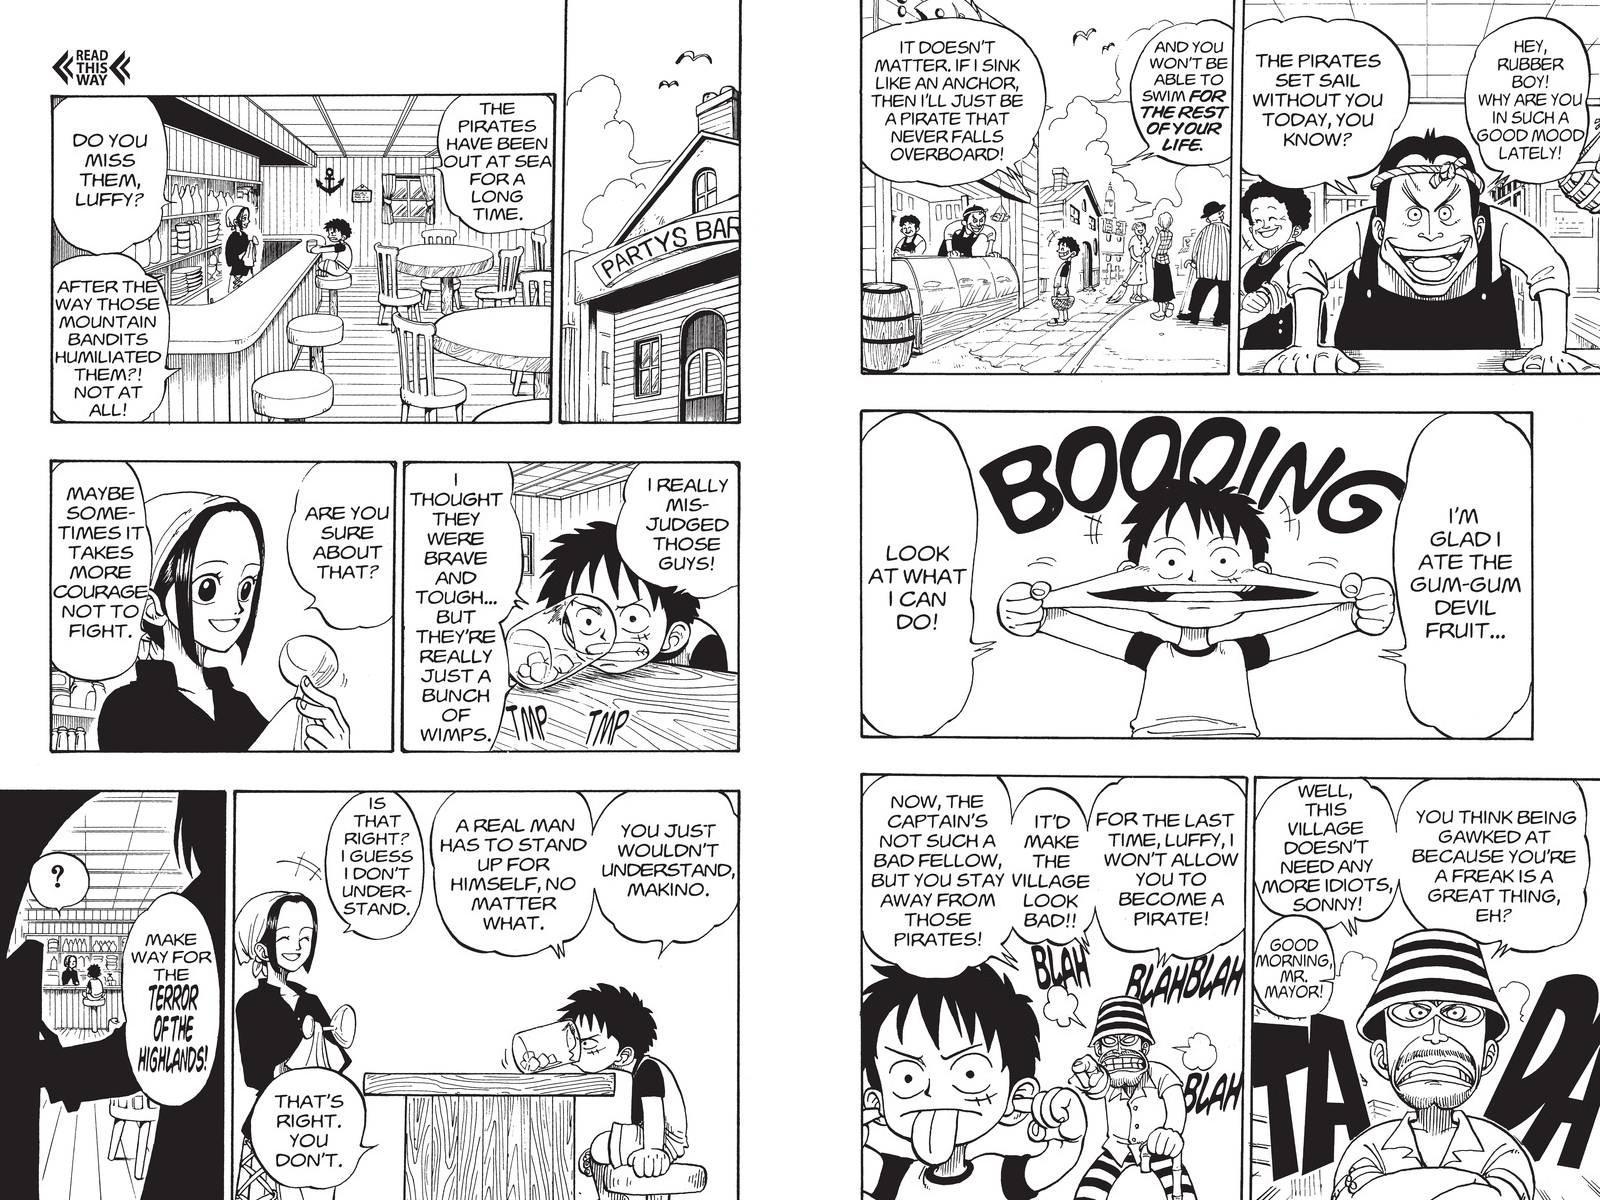 HEY,
RUBBER
BOY!
WHY ARE YOU
IN SUCH A
GOOD MOOD
LATELY!
THE PIRATES
SET SAIL
WITHOUT YOU
TODAY, YOU
KNOW?
AND YOU
WON'T BE
ABLE TO
SWIM FOR
THE REST
OF YOUR
LIFE.
IT DOESN'T
MATTER. IF I SINK
LIKE AN ANCHOR,
THEN I'LL JUST BE
A PIRATE THAT
NEVER FALLS
OVERBOARD!
I'M
GLAD I
ATE THE
GUM-GUM
DEVIL
FRUIT...
BOOOING
LOOK
AT WHAT
I CAN
DO!
YOU THINK BEING
GAWKED AT
BECAUSE YOU'RE
A FREAK IS A
GREAT THING,
EH?
WELL,
THIS
VILLAGE
DOESN'T
NEED ANY
MORE IDIOTS,
SONNY!
GOOD
MORNING,
MR.
MAYOR!
TA
DA
FOR THE LAST
TIME, LUFFY, I
WON'T ALLOW
YOU TO
BECOME A
PIRATE!
IT'D
MAKE
THE
VILLAGE
LOOK
BAD!!
NOW, THE
CAPTAIN'S
NOT SUCH A
BAD FELLOW,
BUT YOU STAY
AWAY FROM
THOSE
PIRATES!
BLAH
BLAHBLAH
BLAH
READ
THIS
WAY
PARTYS BAR
THE
PIRATES
HAVE BEEN
OUT AT SEA
FOR A
LONG
TIME.
DO YOU
MISS
THEM,
LUFFY?
AFTER THE
WAY THOSE
MOUNTAIN
BANDITS
HUMILIATED
THEM?!
NOT AT
ALL!
I REALLY
MIS-
JUDGED
THOSE
GUYS!
I
THOUGHT
THEY
WERE
BRAVE
AND
TOUGH...
BUT
THEY'RE
REALLY
JUST A
BUNCH
OF
WIMPS.
TMP
TMP
ARE YOU
SURE
ABOUT
THAT?
MAYBE
SOME-
TIMES IT
TAKES
MORE
COURAGE
NOT TO
FIGHT.
YOU JUST
WOULDN'T
UNDERSTAND,
MAKINO.
A REAL MAN
HAS TO STAND
UP FOR
HIMSELF, NO
MATTER
WHAT.
IS
THAT
RIGHT?
I GUESS
I DON'T
UNDER-
STAND.
THAT'S
RIGHT.
YOU
DON'T.
?
MAKE
WAY FOR
THE
TERROR
OF THE
HIGHLANDS!